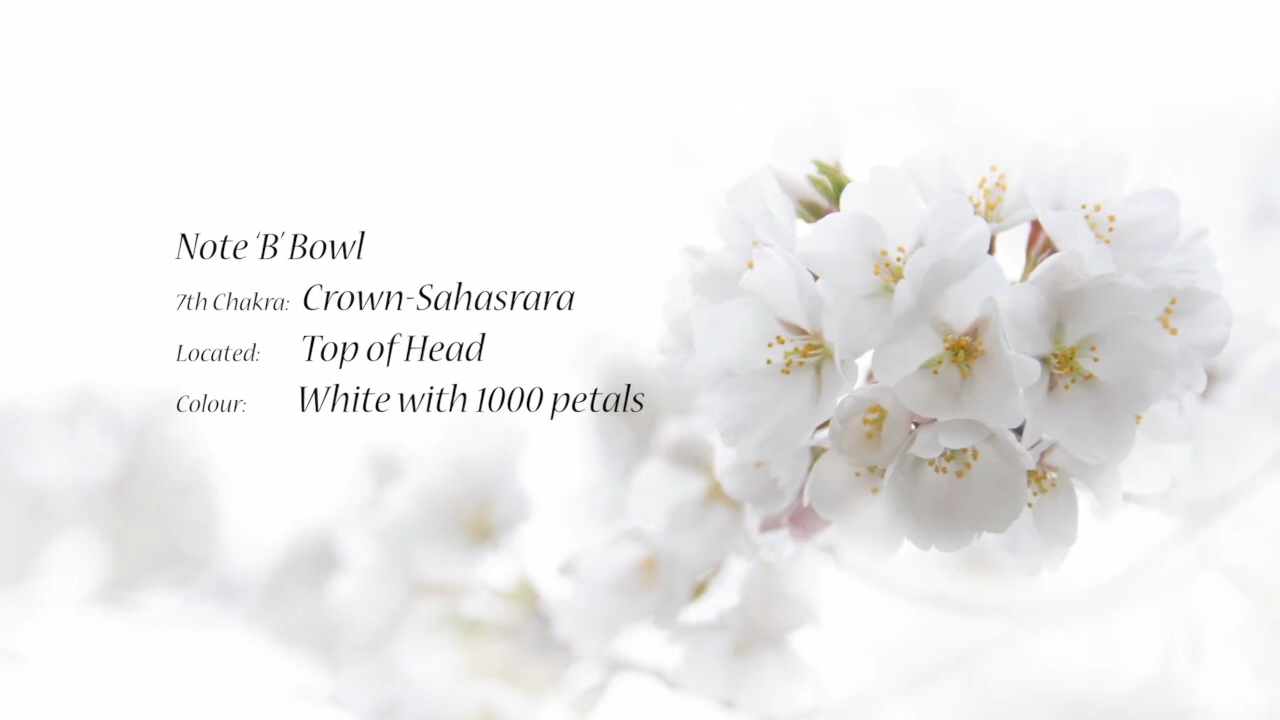 Note ‘B’ Bowl
7th Chakra: Crown-Sahasrara
Located: Top of Head
Colour: White with 1000 petals